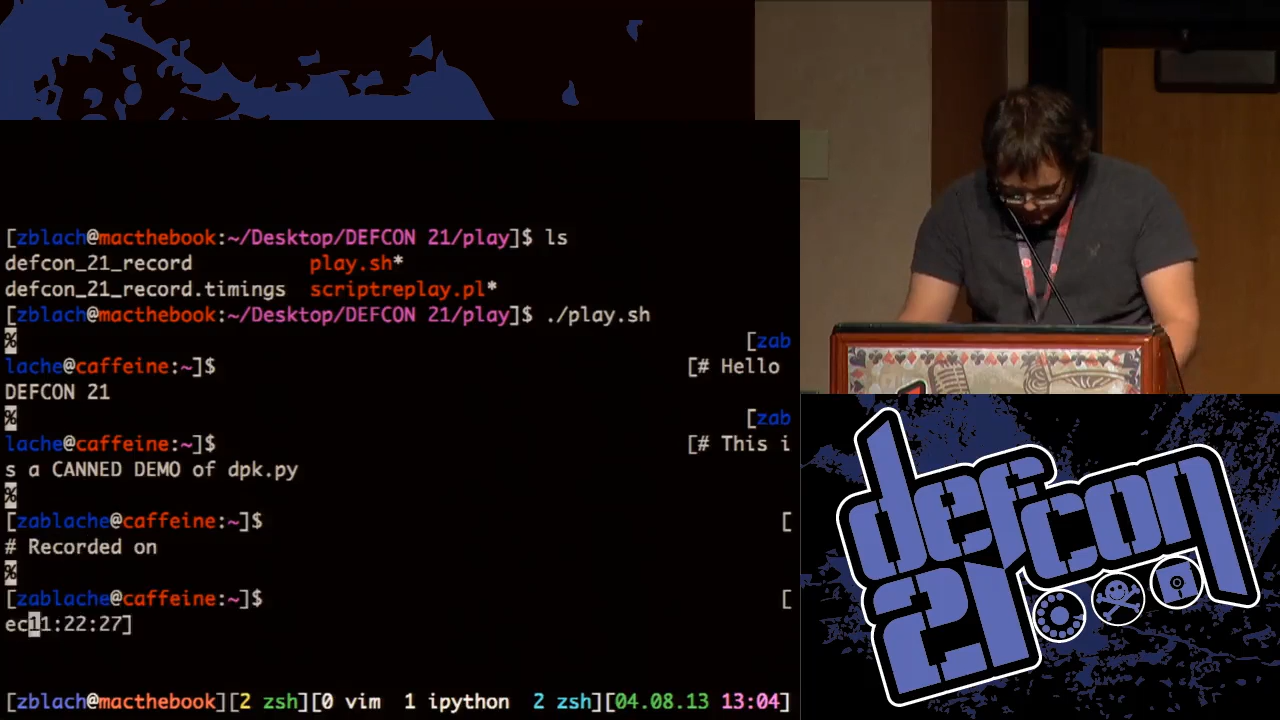 [zblach@macthebook:~/Desktop/DEFCON 21/play]$ ls
defcon_21_record play.sh*
defcon_21_record.timings scriptreplay.pl*
[zblach@macthebook:~/Desktop/DEFCON 21/play]$ ./play.sh
% [zab
lache@caffeine:~]$ [# Hello
DEFCON 21
% [zab
lache@caffeine:~]$ [# This i
s a CANNED DEMO of dpk.py
%
[zablache@caffeine:~]$ [
# Recorded on
%
[zablache@caffeine:~]$ [
ec11:22:27]
[zblach@macthebook][2 zsh][0 vim 1 ipython 2 zsh][04.08.13 13:04]
defcon
21